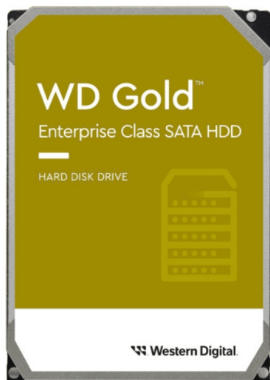 WD Gold™
Enterprise Class SATA HDD
HARD DISK DRIVE
Western Digital.